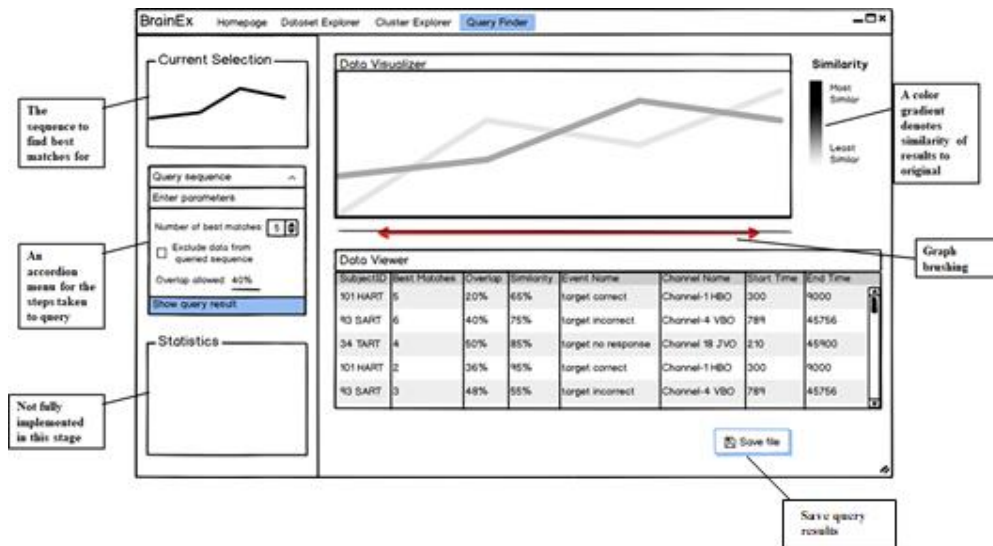 BrainEx Homepage Dataset Explorer Cluster Explorer Query Finder
Current Selection
The
sequence to
find best
matches for
Query sequence
Enter parameters
Number of best matches: 5
Exclude data from
queried sequence
Overlap allowed 40%
Show query result
An
accordion
menu for the
steps taken
to query
Statistics
Not fully
implemented
in this stage
Data Visualizer
Similarity
Most
Similar
Least
Similar
A color
gradient
denotes
similarity of
results to
original
Graph
brushing
Data Viewer
SubjectID Best Matches Overlap Similarity Event Name Channel Name Start Time End Time
101 HART 5 20% 65% target correct Channel-1 HBO 300 9000
93 SART 6 40% 75% target incorrect Channel-4 VBO 789 45756
34 TART 4 50% 85% target no response Channel 18 JVO 210 45900
101 HART 2 36% 95% target correct Channel-1 HBO 300 9000
93 SART 3 48% 55% target incorrect Channel-4 VBO 789 45756
Save file
Save query
results